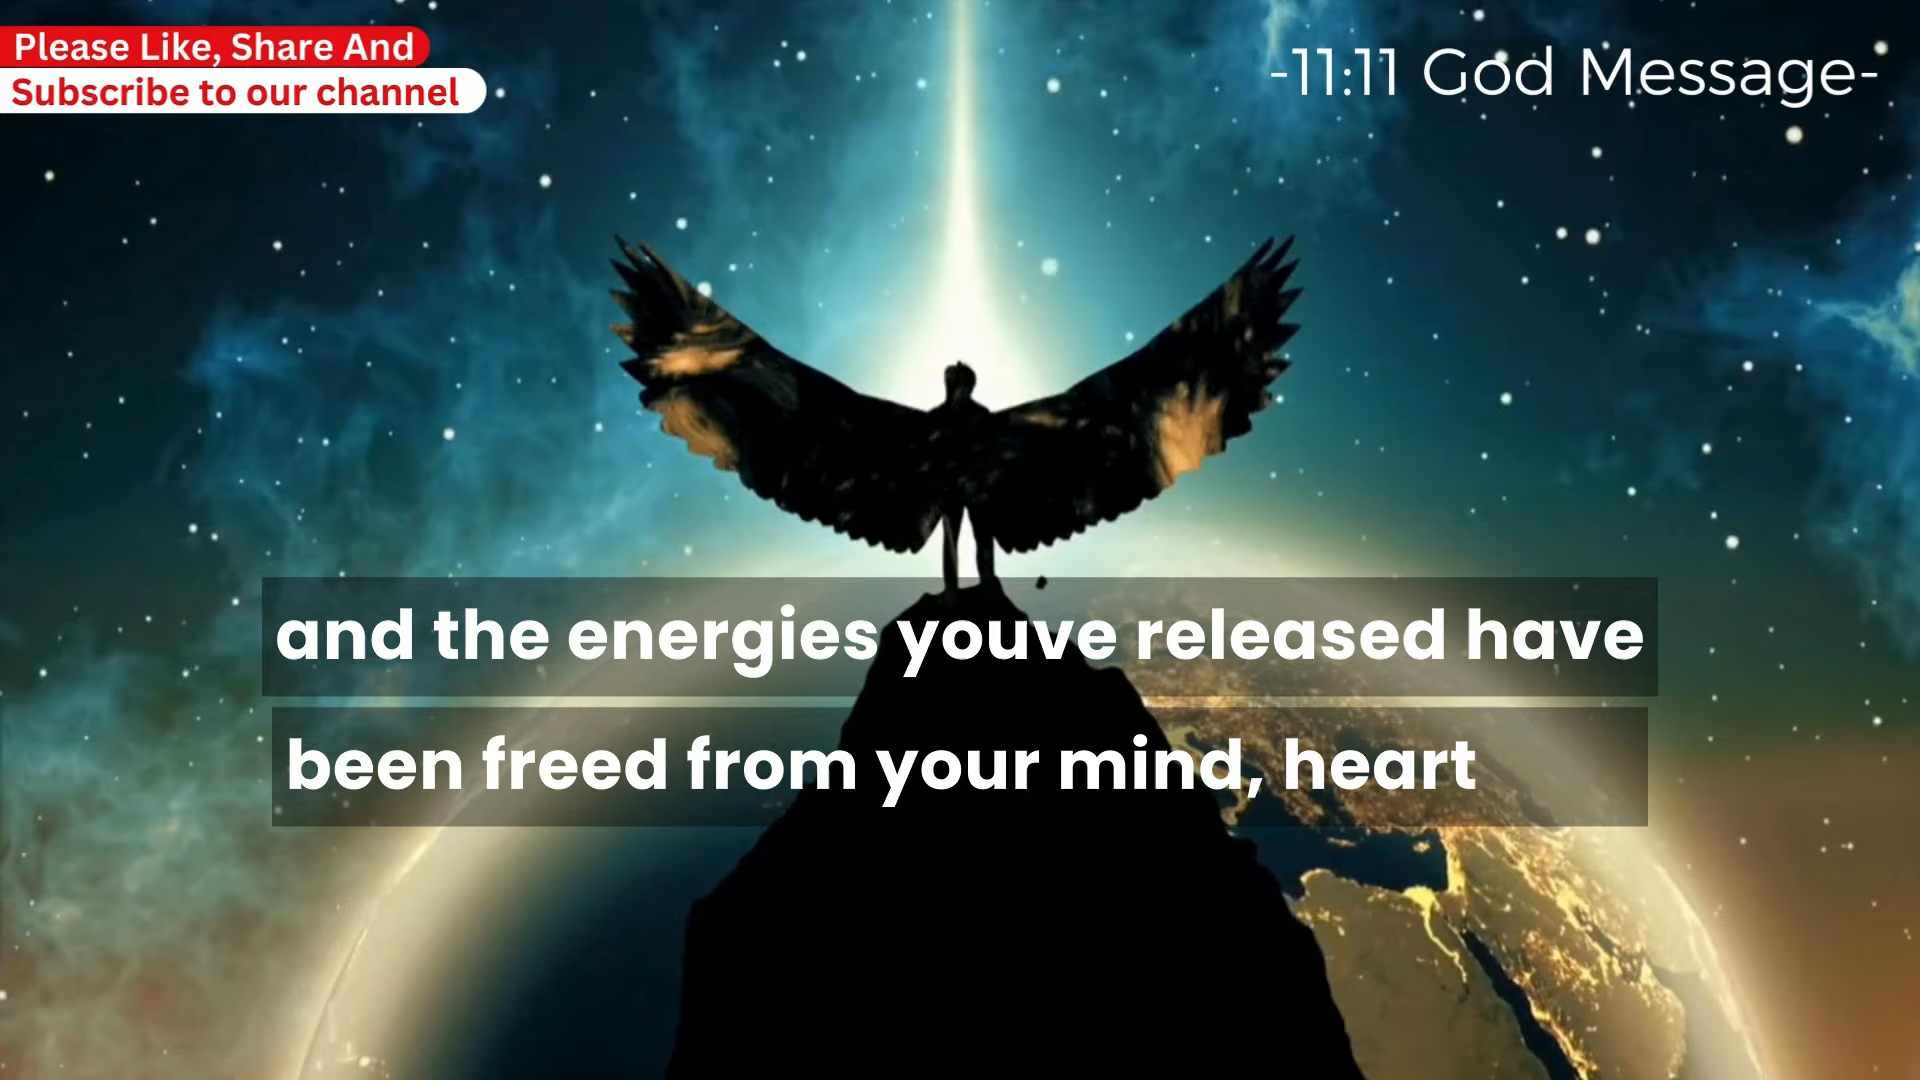 Please Like, Share And
Subscribe to our channel
-11:11 God Message-
and the energies youve released have
been freed from your mind, heart